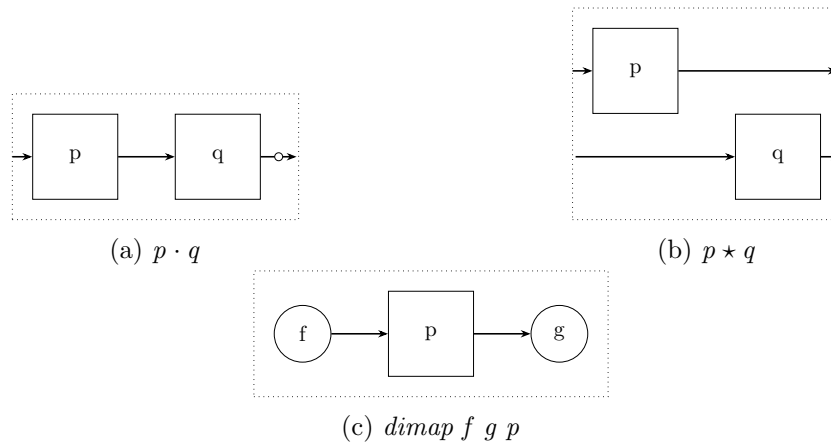 p
p q
q
(a) p · q
(b) p ⋆ q
f p g
(c) dimap f g p